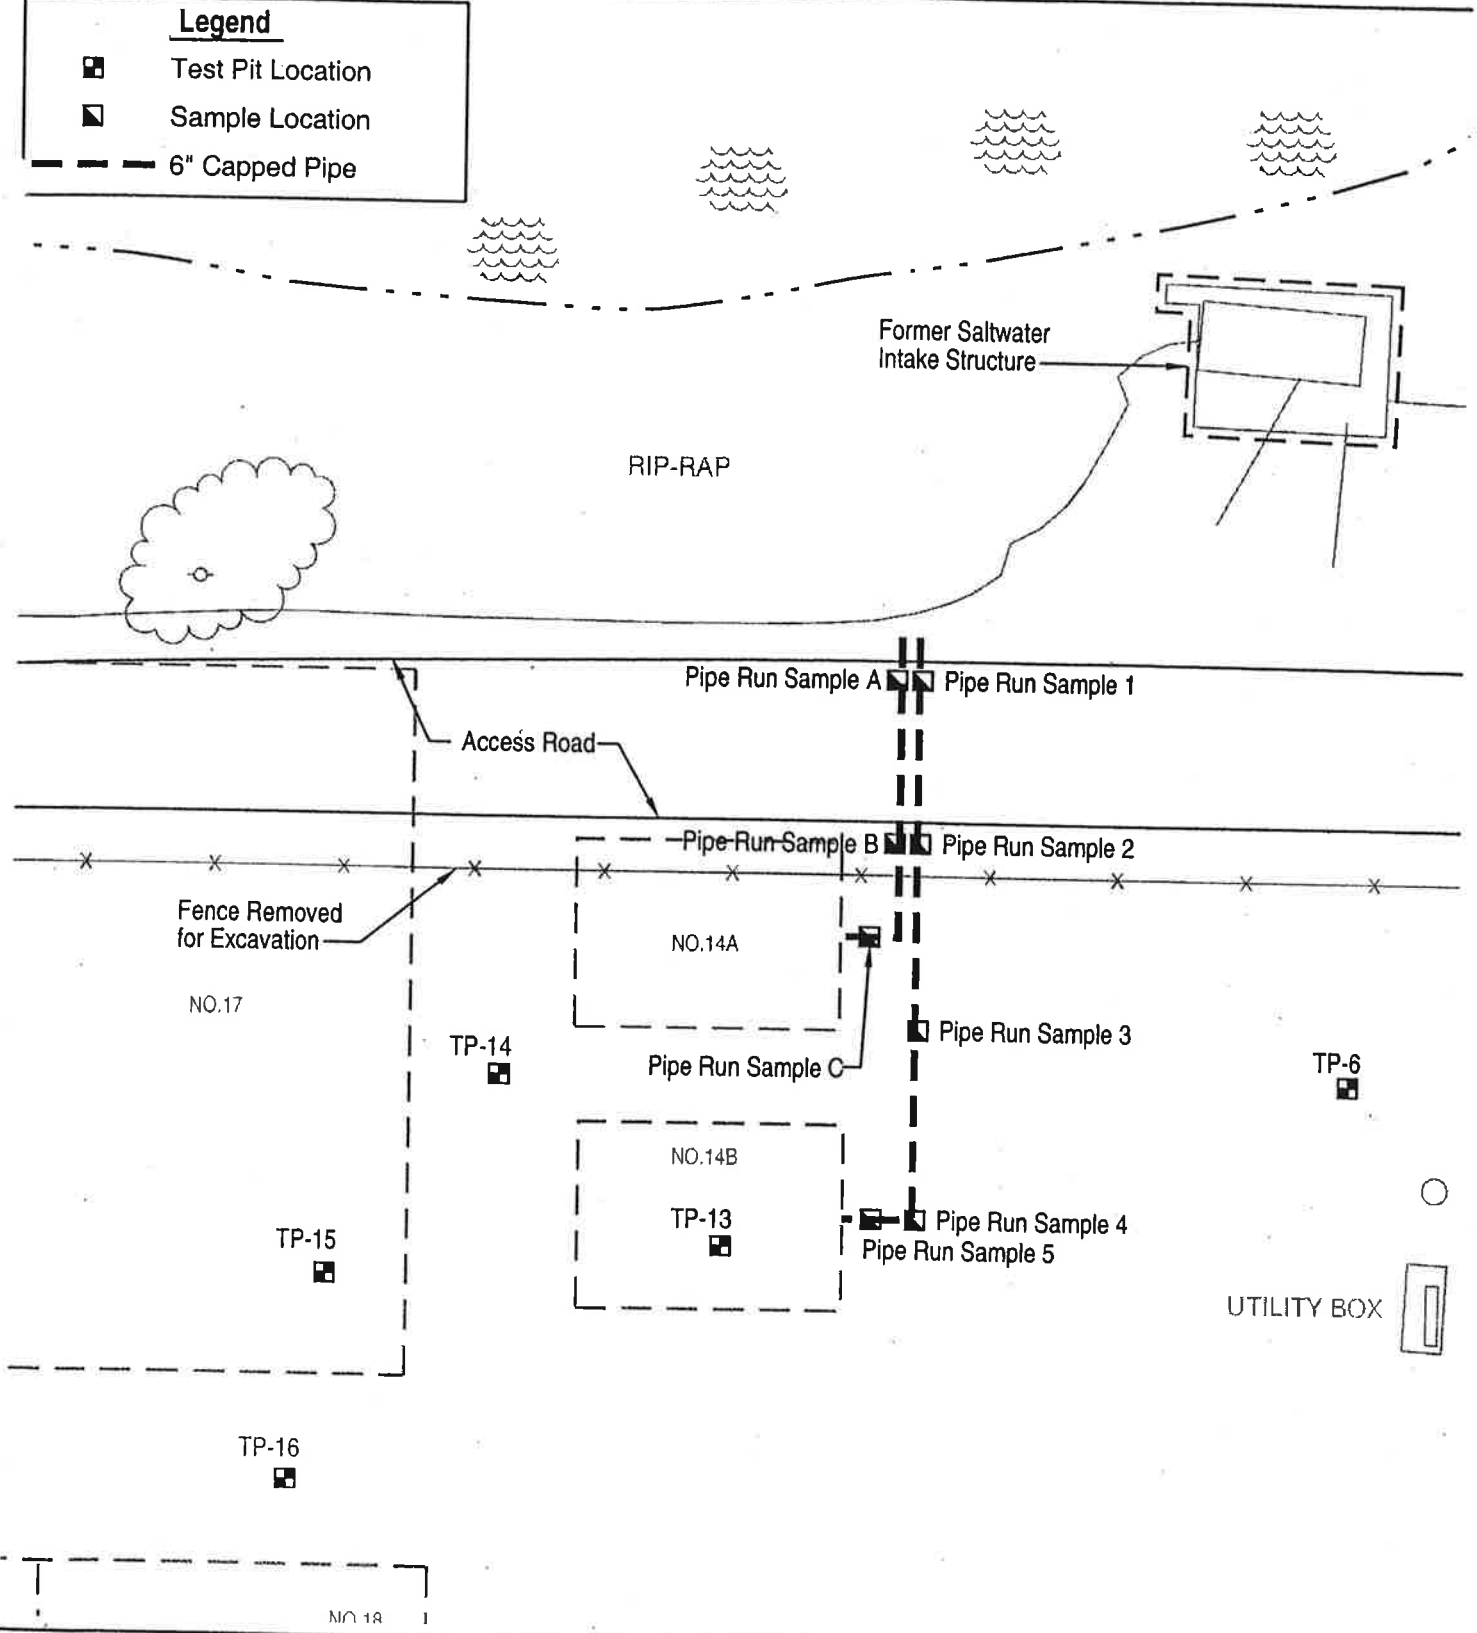 Legend
Test Pit Location
Sample Location
6" Capped Pipe
Former Saltwater
Intake Structure
RIP-RAP
Pipe Run Sample A
Pipe Run Sample 1
Access Road
Pipe Run Sample B
Pipe Run Sample 2
Fence Removed
for Excavation
NO.14A
NO.17
Pipe Run Sample 3
TP-14
Pipe Run Sample C
TP-6
NO.14B
TP-13
Pipe Run Sample 4
Pipe Run Sample 5
TP-15
UTILITY BOX
TP-16
NO.18